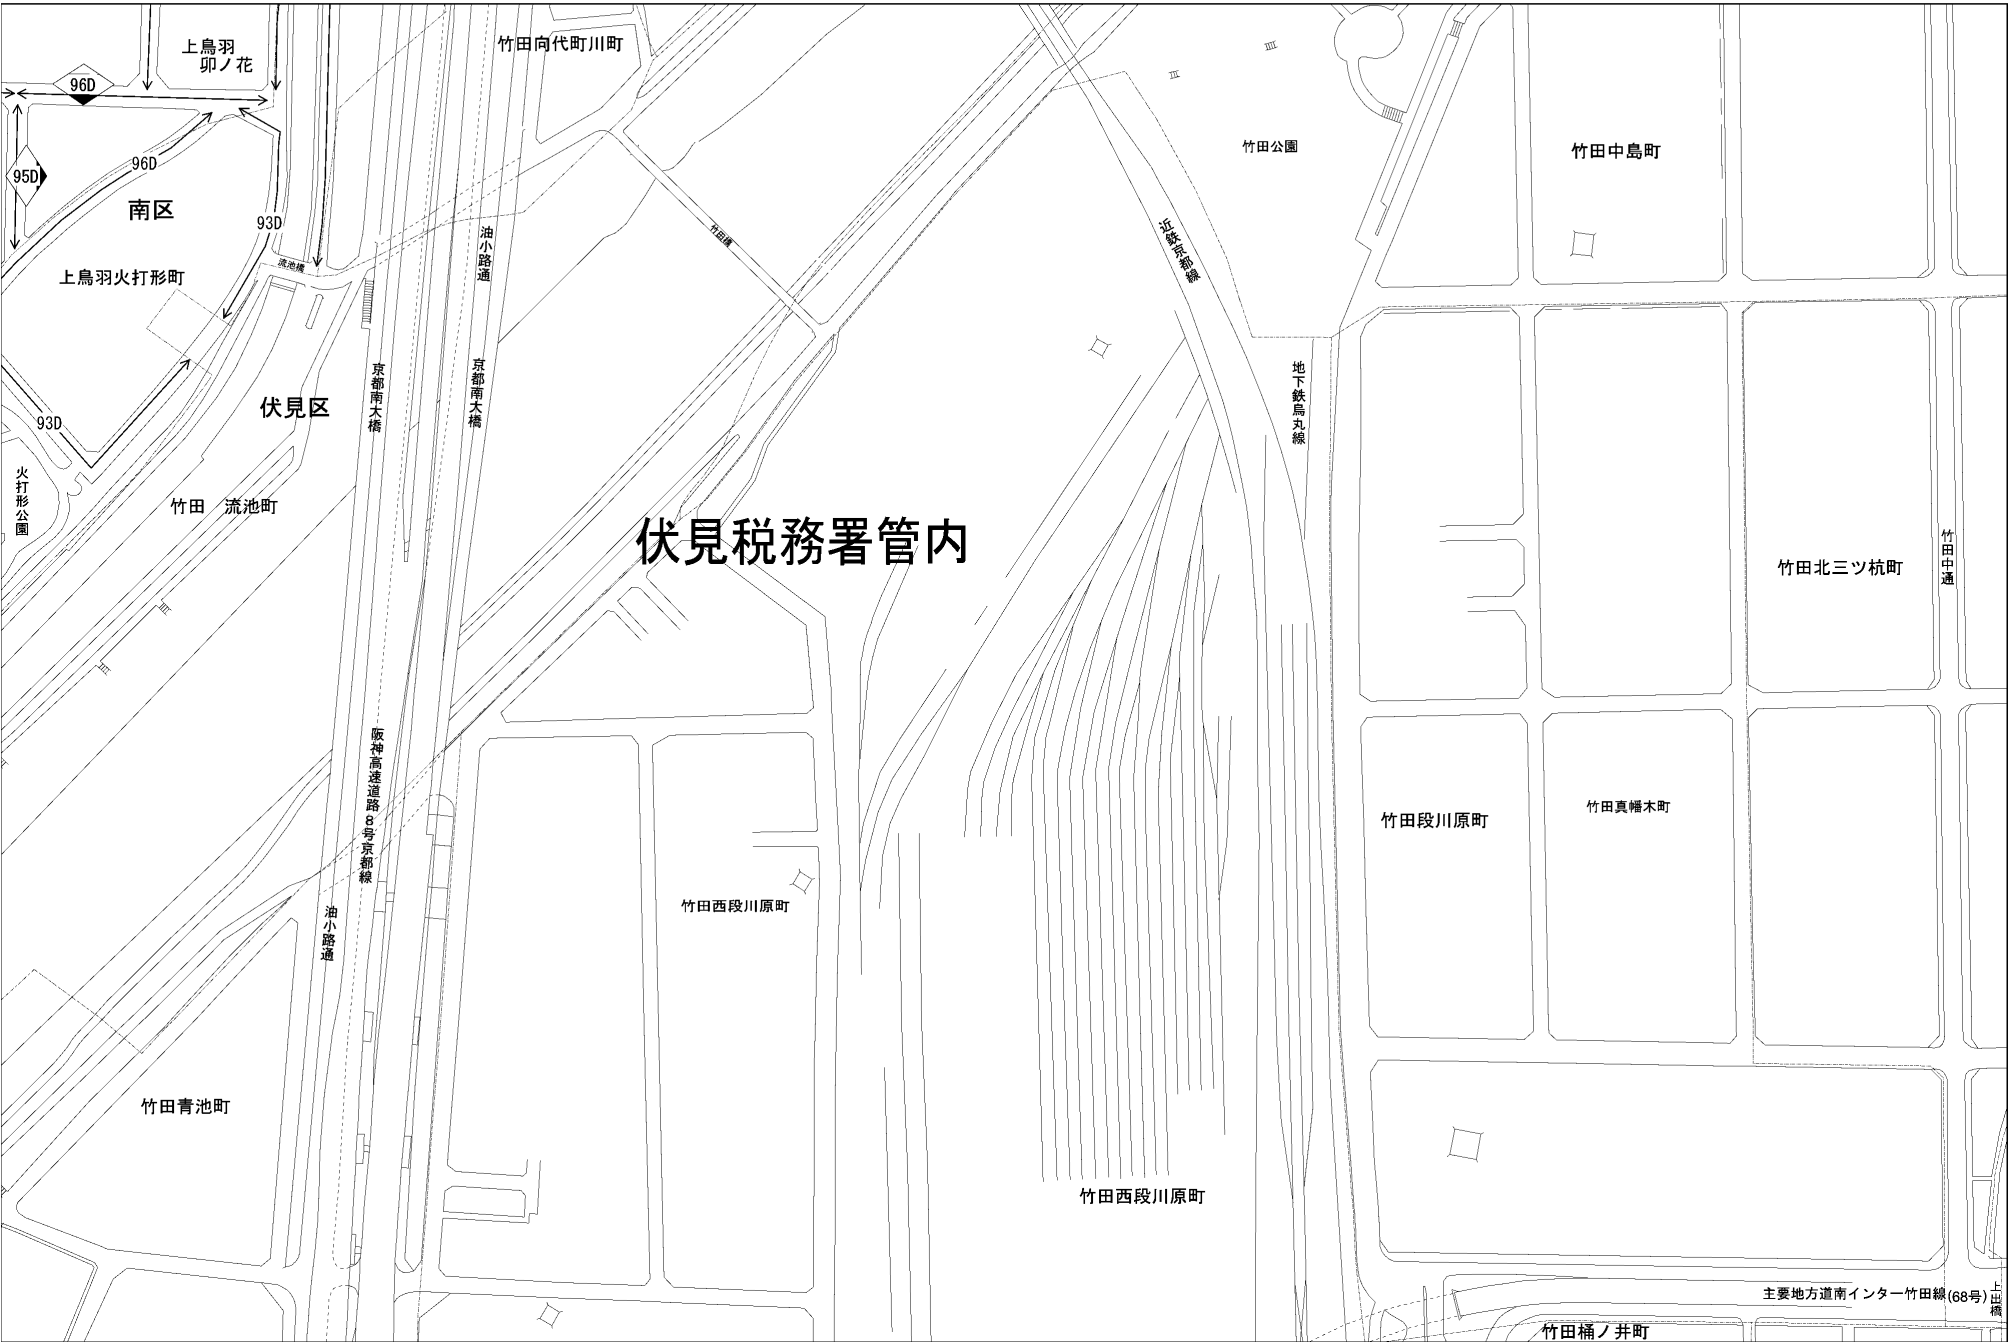 上鳥羽
卯ノ花
竹田向代町川町
96D
96D
95D
南区
93D
竹田公園
竹田中島町
油小路通
竹田橋
近鉄京都線
流池橋
上鳥羽火打形町
京都南大橋
京都南大橋
地下鉄烏丸線
伏見区
93D
火打形公園
竹田　流池町
伏見税務署管内
竹田北三ツ杭町
竹田中通
阪神高速道路8号京都線
竹田段川原町
竹田真幡木町
竹田西段川原町
油小路通
竹田青池町
竹田西段川原町
主要地方道南インター竹田線(68号)
上出橋
竹田桶ノ井町